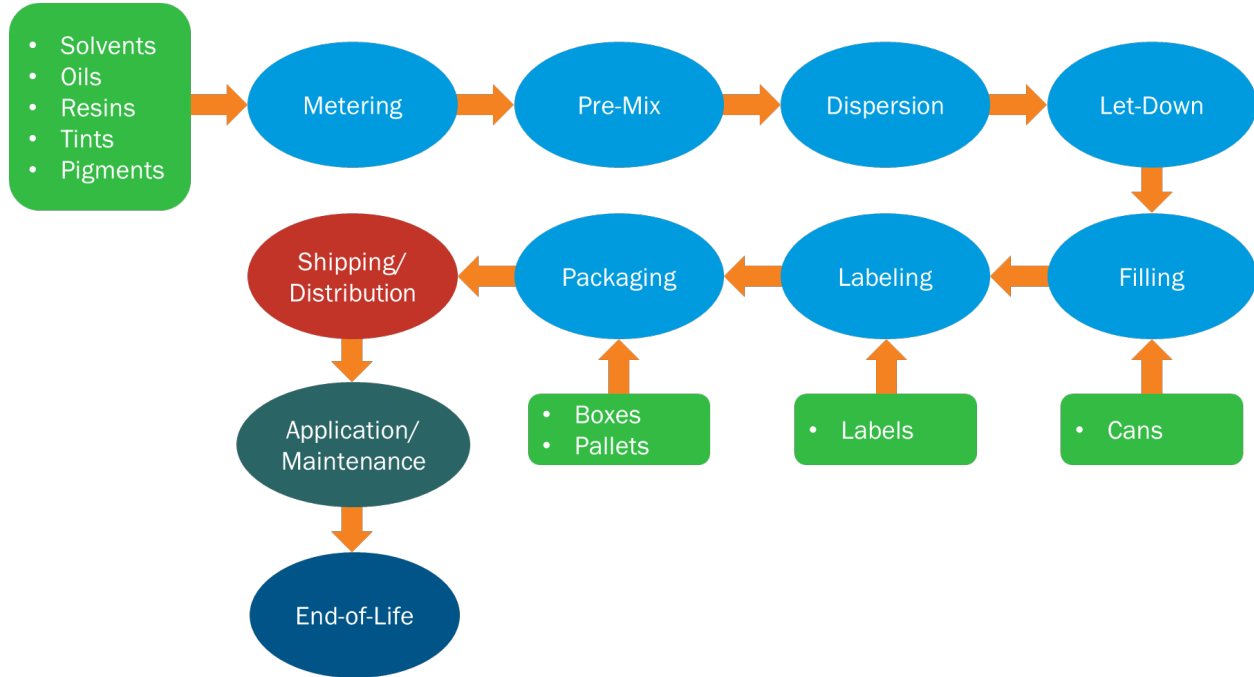 • Solvents
• Oils
• Resins
• Tints
• Pigments
Metering
Pre-Mix
Dispersion
Let-Down
Shipping/
Distribution
Packaging
Labeling
Filling
Application/
Maintenance
• Boxes
• Pallets
• Labels
• Cans
End-of-Life